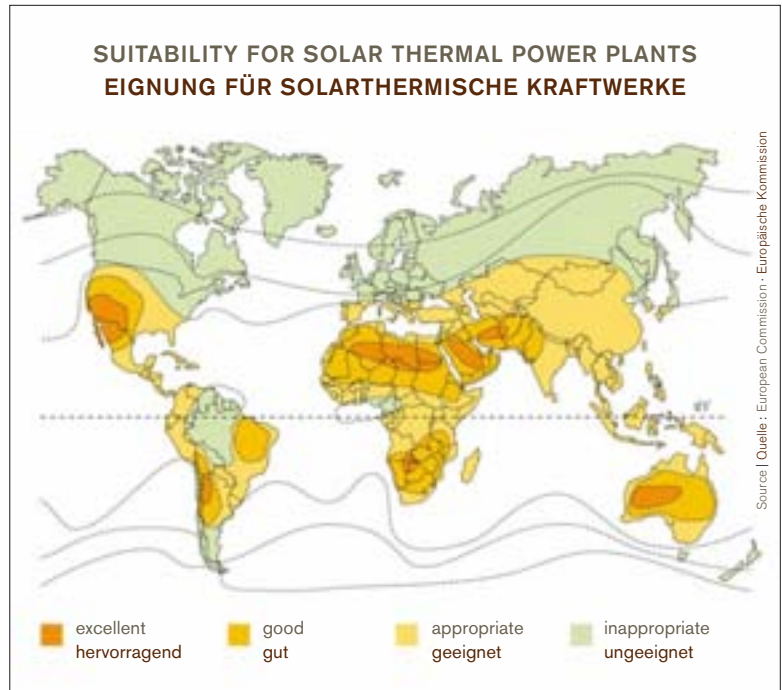 SUITABILITY FOR SOLAR THERMAL POWER PLANTS
EIGNUNG FÜR SOLARTHERMISCHE KRAFTWERKE
Source | Quelle : European Commission · Europäische Kommission
excellent
hervorragend
good
gut
appropriate
geeignet
inappropriate
ungeeignet